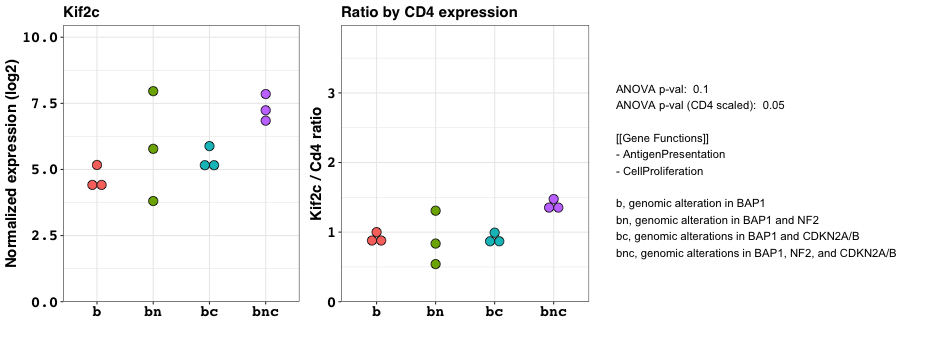 Kif2c
Normalized expression (log2)
10.0
7.5
5.0
2.5
0.0
b bn bc bnc
Ratio by CD4 expression
Kif2c / Cd4 ratio
3
2
1
0
b bn bc bnc
ANOVA p-val: 0.1
ANOVA p-val (CD4 scaled): 0.05
[[Gene Functions]]
- AntigenPresentation
- CellProliferation
b, genomic alteration in BAP1
bn, genomic alteration in BAP1 and NF2
bc, genomic alterations in BAP1 and CDKN2A/B
bnc, genomic alterations in BAP1, NF2, and CDKN2A/B